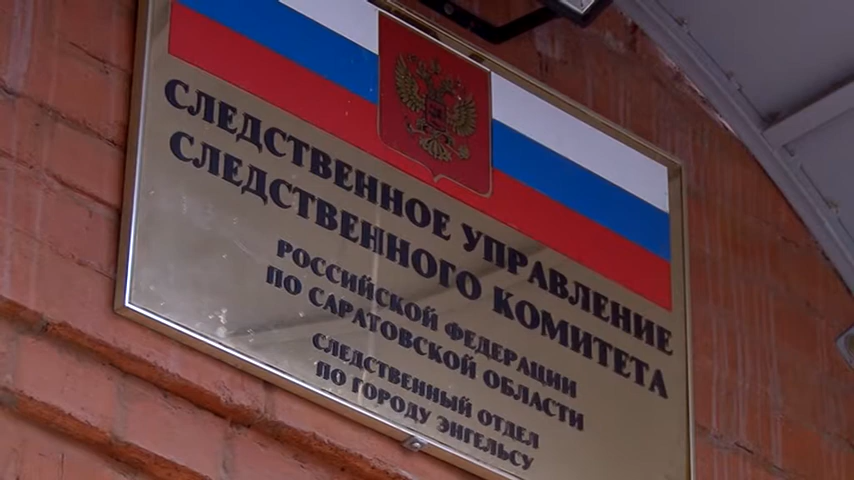 СЛЕДСТВЕННОЕ УПРАВЛЕНИЕ
СЛЕДСТВЕННОГО КОМИТЕТА
РОССИЙСКОЙ ФЕДЕРАЦИИ
ПО САРАТОВСКОЙ ОБЛАСТИ
СЛЕДСТВЕННЫЙ ОТДЕЛ
ПО ГОРОДУ ЭНГЕЛЬСУ